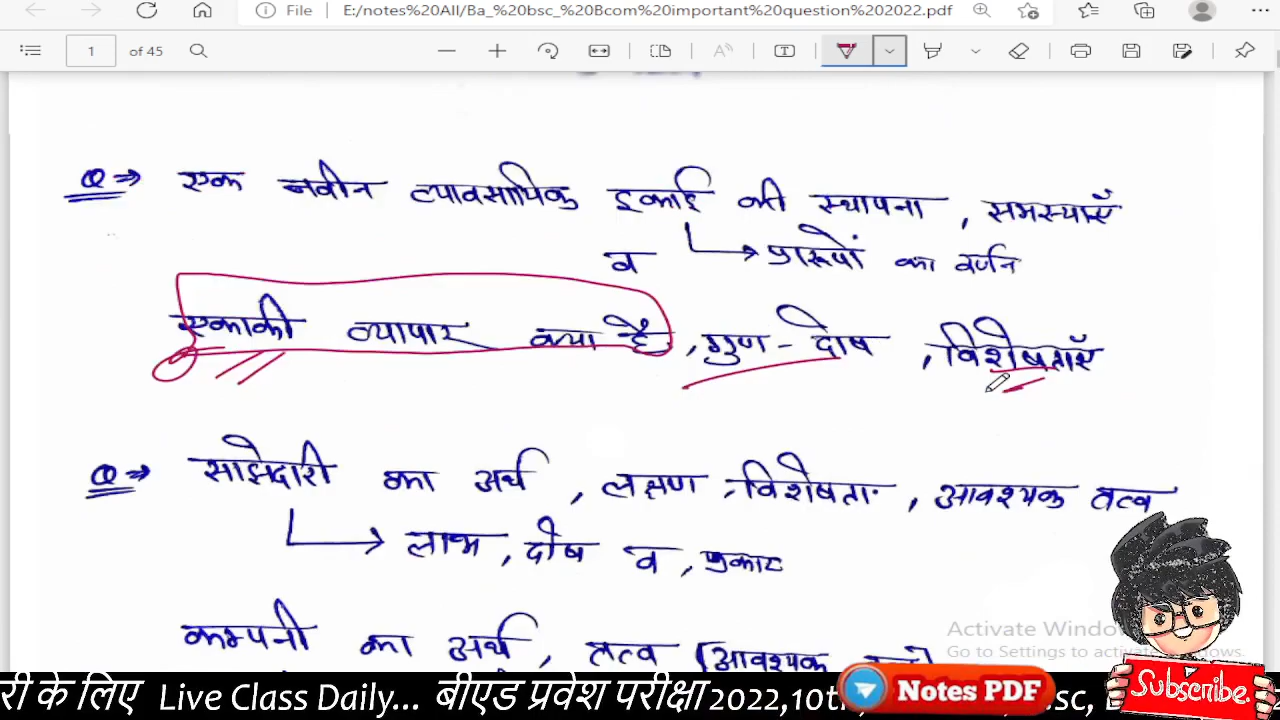 File E:/notes%20All/Ba_%20bsc_%20Bcom%20important%20question%202022.pdf
1 of 45
Q⇒ एक नवीन व्यावसायिक इकाई की स्थापना, समस्याएँ
व → प्रारूपों का वर्णन
एकाकी व्यापार क्या है, गुण-दोष, विशेषताएँ
Q⇒ साझेदारी का अर्थ, लक्षण, विशेषता, आवश्यक तत्व
→ लाभ, दोष व, प्रकार
कम्पनी का अर्थ, तत्व (आवश्यक
Activate Windo
Go to Settings to activate Windows.
री के लिए Live Class Daily... बीएड प्रवेश परीक्षा 2022,10th,
Notes PDF
Subscribe.